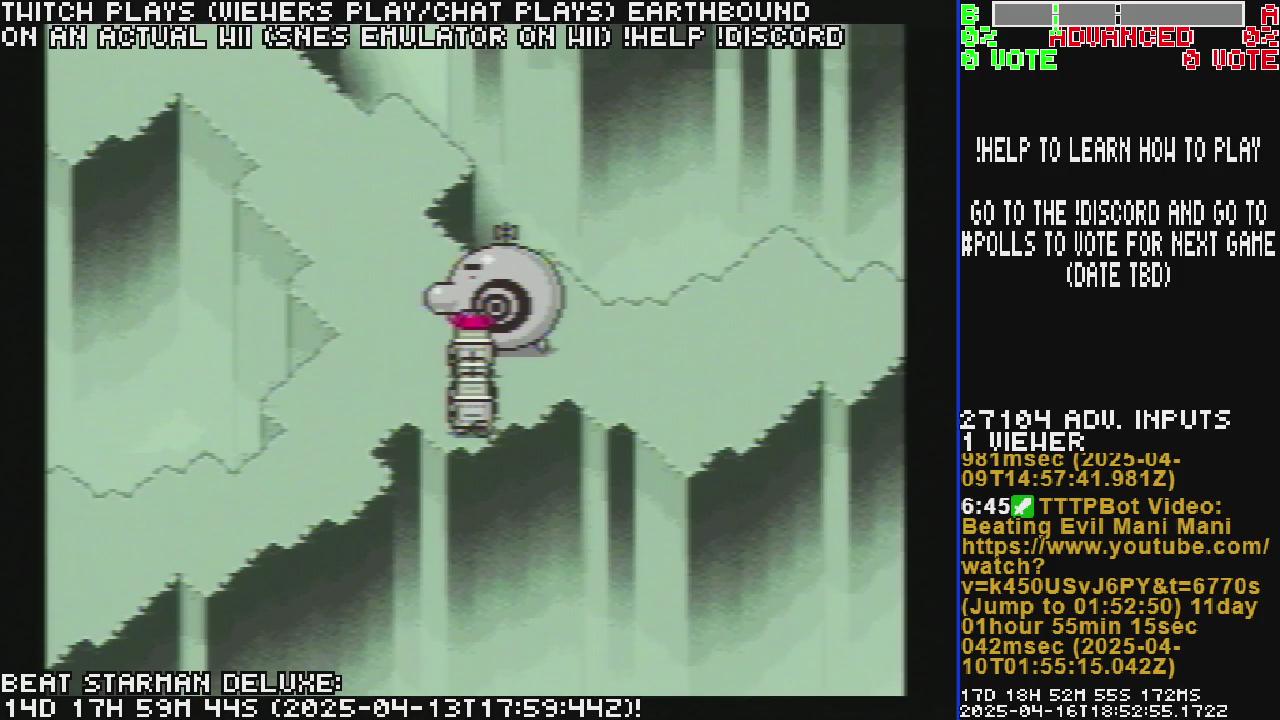 TWITCH PLAYS (VIEWERS PLAY/CHAT PLAYS) EARTHBOUND
ON AN ACTUAL WII (SNES EMULATOR ON WII) !HELP !DISCORD
B A
0% ADVANCED 0%
0 VOTE 0 VOTE
!HELP TO LEARN HOW TO PLAY
GO TO THE !DISCORD AND GO TO
#POLLS TO VOTE FOR NEXT GAME
(DATE TBD)
27104 ADV. INPUTS
1 VIEWER
981msec (2025-04-
09T14:57:41.981Z)
6:45 TTTPBot Video:
Beating Evil Mani Mani
https://www.youtube.com/
watch?
v=k450USvJ6PY&t=6770s
(Jump to 01:52:50) 11day
01hour 55min 15sec
042msec (2025-04-
10T01:55:15.042Z)
17D 18H 52M 55S 172MS
2025-04-16T18:52:55.172Z
BEAT STARMAN DELUXE:
14D 17H 59M 44S (2025-04-13T17:59:44Z)!